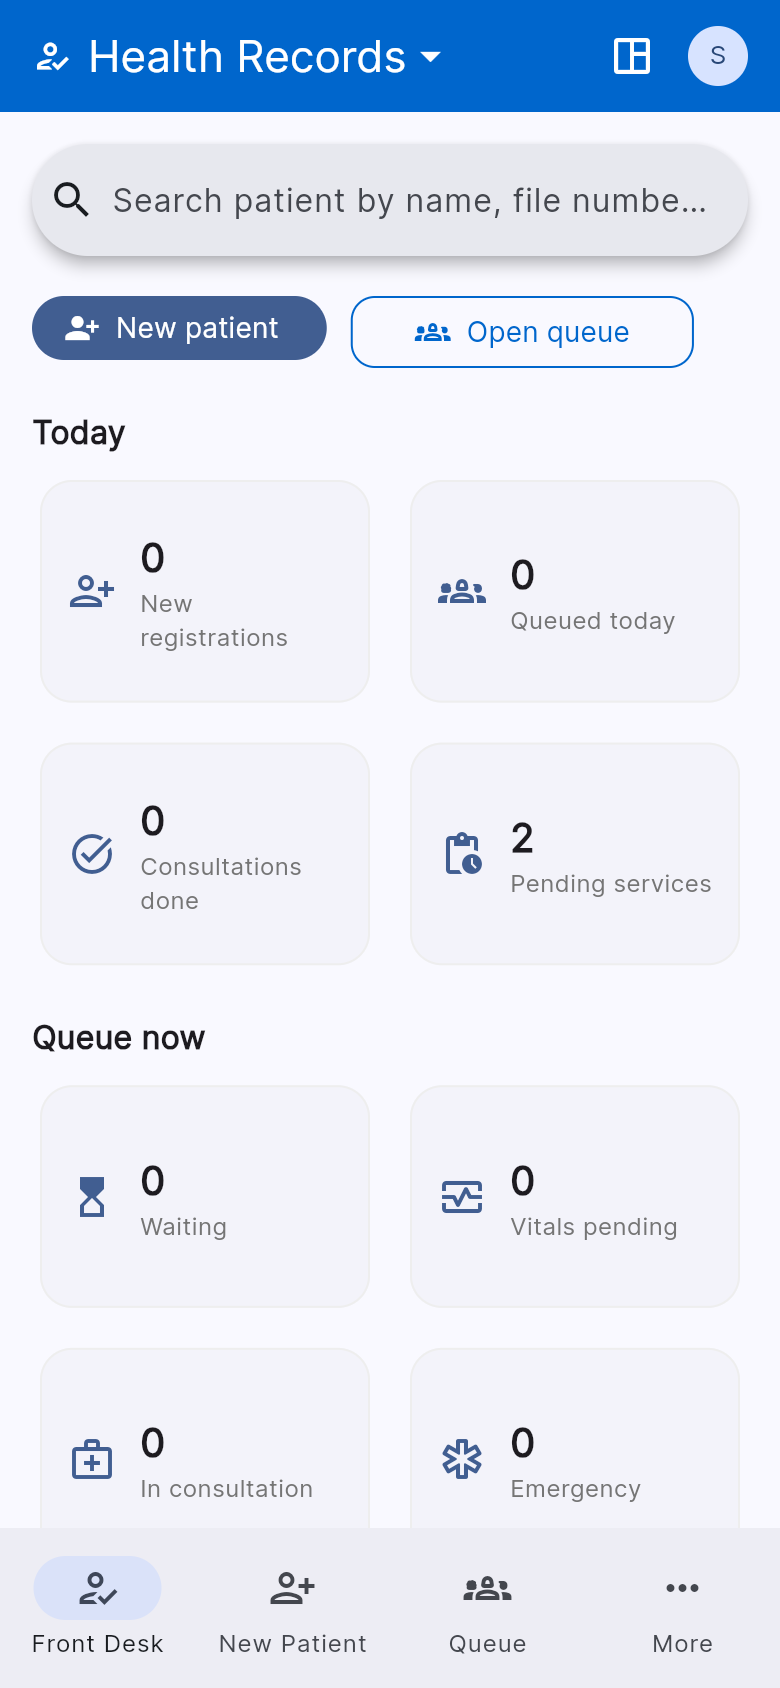 Health Records
S
Search patient by name, file numbe...
New patient
Open queue
Today
0
New
registrations
0
Queued today
0
Consultations
done
2
Pending services
Queue now
0
Waiting
0
Vitals pending
0
In consultation
0
Emergency
Front Desk
New Patient
Queue
More